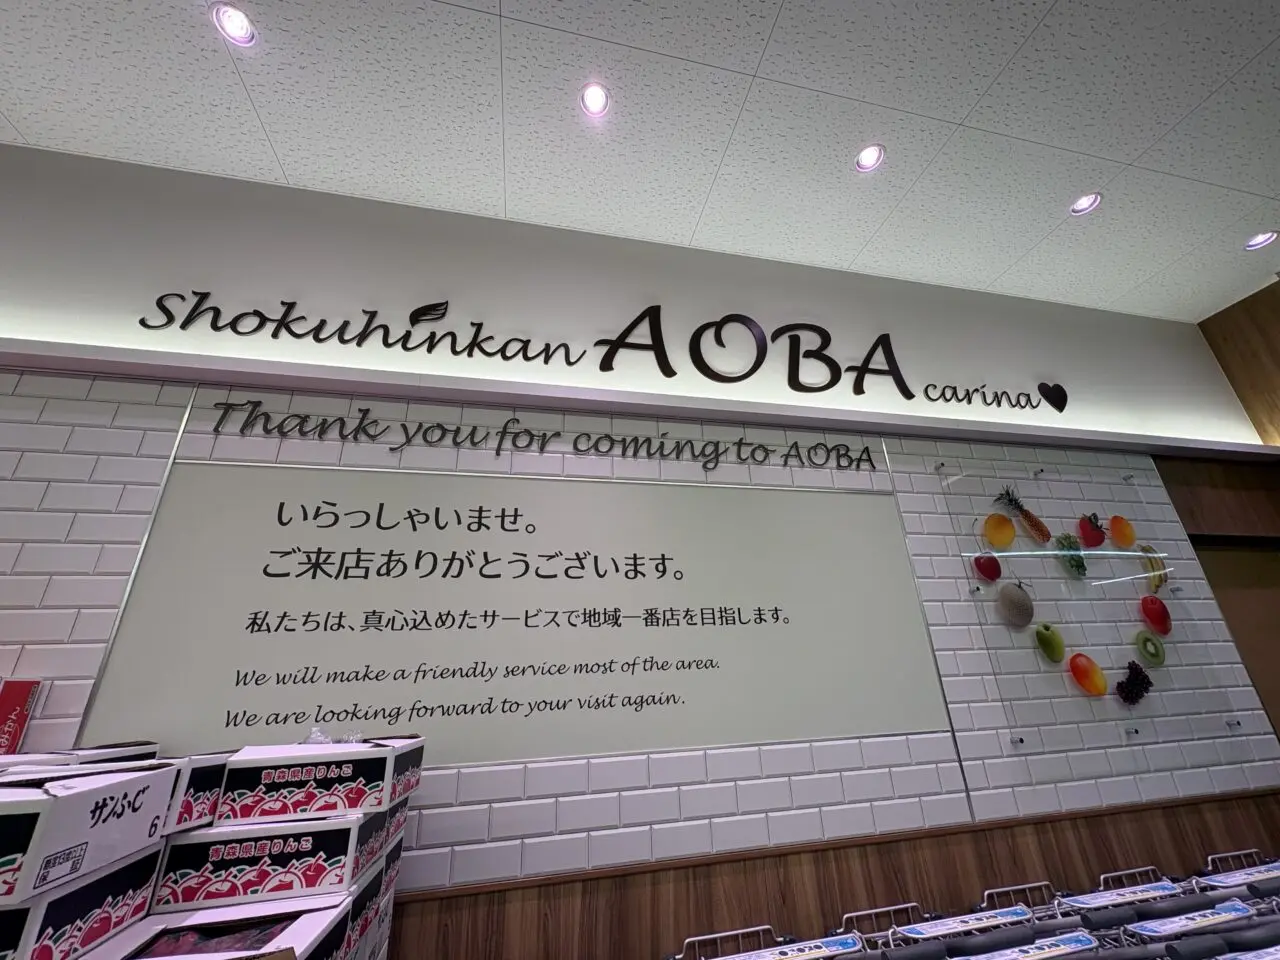 Shokuhinkan AOBA carina
Thank you for coming to AOBA
いらっしゃいませ。
ご来店ありがとうございます。
私たちは、真心込めたサービスで地域一番店を目指します。
We will make a friendly service most of the area.
We are looking forward to your visit again.
みかん
青森県産りんご
サンふじ
6
青森県産りんご